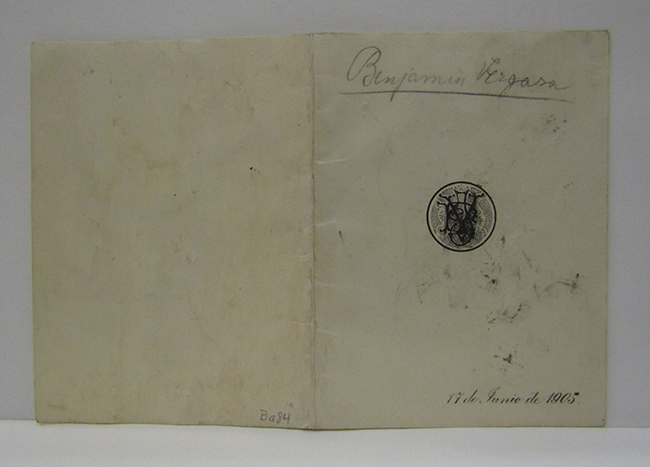 Benjamin Vergara
17 de Junio de 1905
Ba84